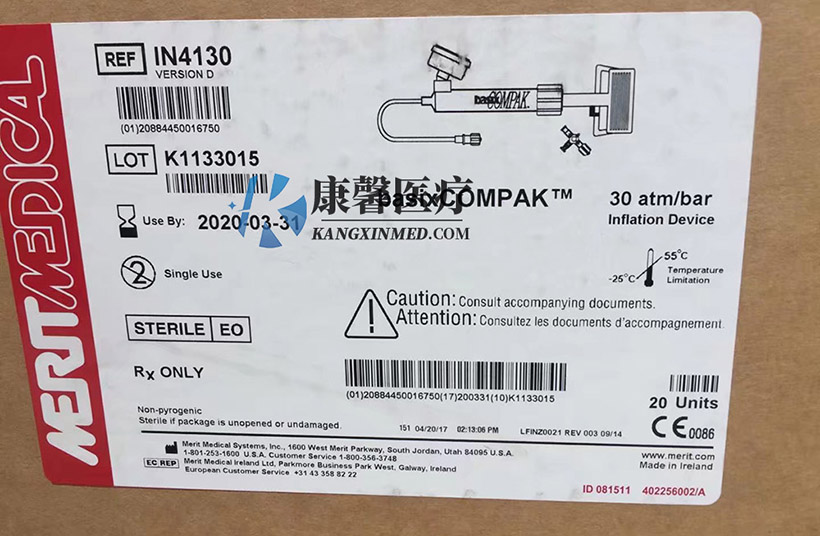 MERITMEDICAL
REF IN4130
VERSION D
(01)20884450016750
basixCOMPAK
LOT K1133015
康馨医疗
KANGXINMED.COM
Use By: 2020-03-31
basixCOMPAK™
30 atm/bar
Inflation Device
2 Single Use
55°C
-25°C
Temperature
Limitation
STERILE EO
Caution: Consult accompanying documents.
Attention: Consultez les documents d'accompagnement.
Rx ONLY
(01)20884450016750(17)200331(10)K1133015
20 Units
Non-pyrogenic
Sterile if package is unopened or undamaged.
151 04/20/17 02:13:06 PM
LFINZ0021 REV 003 09/14
CE 0086
Merit Medical Systems, Inc., 1600 West Merit Parkway, South Jordan, Utah 84095 U.S.A.
1-801-253-1600 U.S.A. Customer Service 1-800-356-3748
EC REP Merit Medical Ireland Ltd, Parkmore Business Park West, Galway, Ireland
European Customer Service +31 43 358 82 22
www.merit.com
Made in Ireland
ID 081511 402256002/A